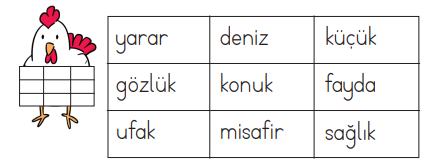 yarar deniz küçük
gözlük konuk fayda
ufak misafir sağlık